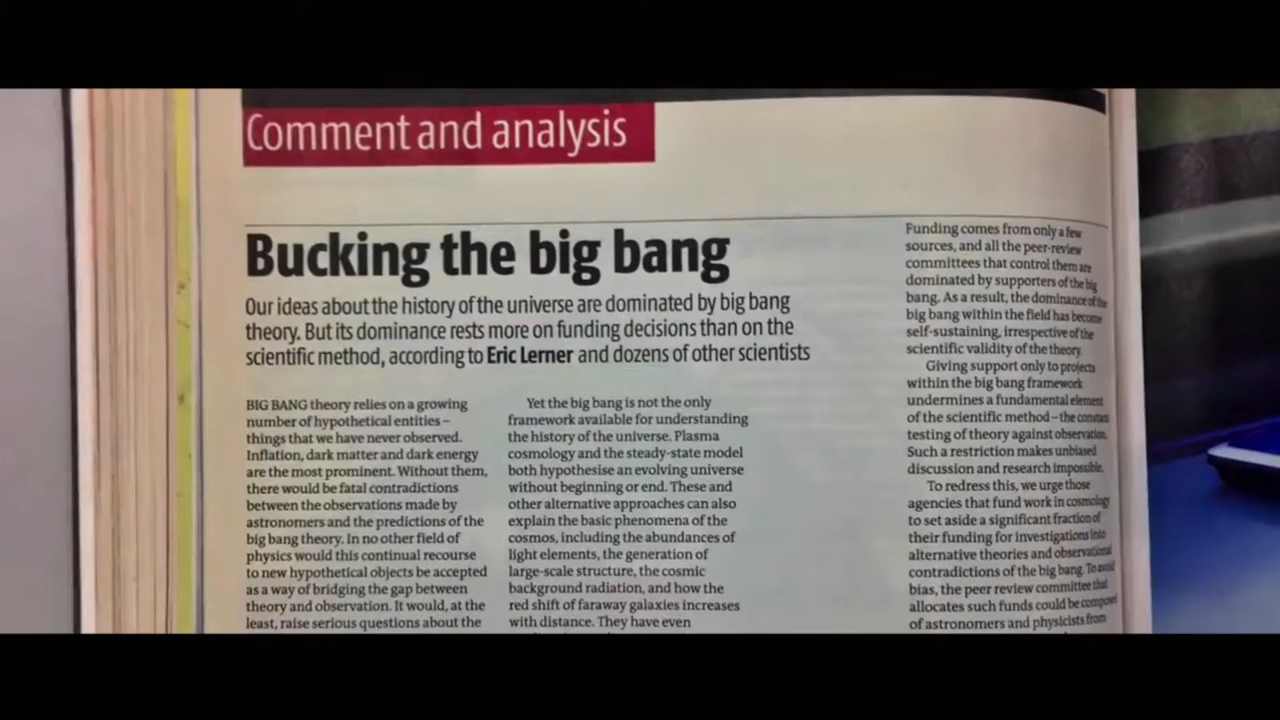 Comment and analysis
Bucking the big bang
Our ideas about the history of the universe are dominated by big bang
theory. But its dominance rests more on funding decisions than on the
scientific method, according to Eric Lerner and dozens of other scientists
BIG BANG theory relies on a growing
number of hypothetical entities –
things that we have never observed.
Inflation, dark matter and dark energy
are the most prominent. Without them,
there would be fatal contradictions
between the observations made by
astronomers and the predictions of the
big bang theory. In no other field of
physics would this continual recourse
to new hypothetical objects be accepted
as a way of bridging the gap between
theory and observation. It would, at the
least, raise serious questions about the
Yet the big bang is not the only
framework available for understanding
the history of the universe. Plasma
cosmology and the steady-state model
both hypothesise an evolving universe
without beginning or end. These and
other alternative approaches can also
explain the basic phenomena of the
cosmos, including the abundances of
light elements, the generation of
large-scale structure, the cosmic
background radiation, and how the
red shift of faraway galaxies increases
with distance. They have even
Funding comes from only a few
sources, and all the peer-review
committees that control them are
dominated by supporters of the big
bang. As a result, the dominance of the
big bang within the field has become
self-sustaining, irrespective of the
scientific validity of the theory.
Giving support only to projects
within the big bang framework
undermines a fundamental element
of the scientific method – the constant
testing of theory against observation.
Such a restriction makes unbiased
discussion and research impossible.
To redress this, we urge those
agencies that fund work in cosmology
to set aside a significant fraction of
their funding for investigations into
alternative theories and observational
contradictions of the big bang. To avoid
bias, the peer review committee that
allocates such funds could be composed
of astronomers and physicists from